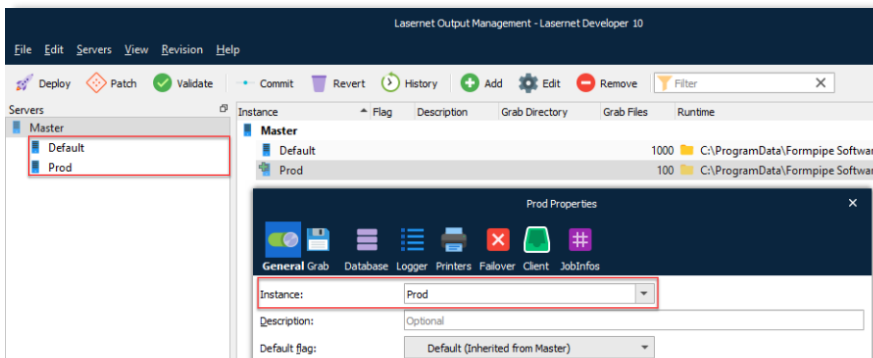 Lasernet Output Management - Lasernet Developer 10
File Edit Servers View Revision Help
Deploy Patch Validate Commit Revert History Add Edit Remove Filter
Servers Instance Flag Description Grab Directory Grab Files Runtime
Master Master
Default Default 1000 C:\ProgramData\Formpipe Softwar
Prod Prod 100 C:\ProgramData\Formpipe Softwar
Prod Properties
General Grab Database Logger Printers Failover Client JobInfos
Instance: Prod
Description: Optional
Default flag: Default (Inherited from Master)